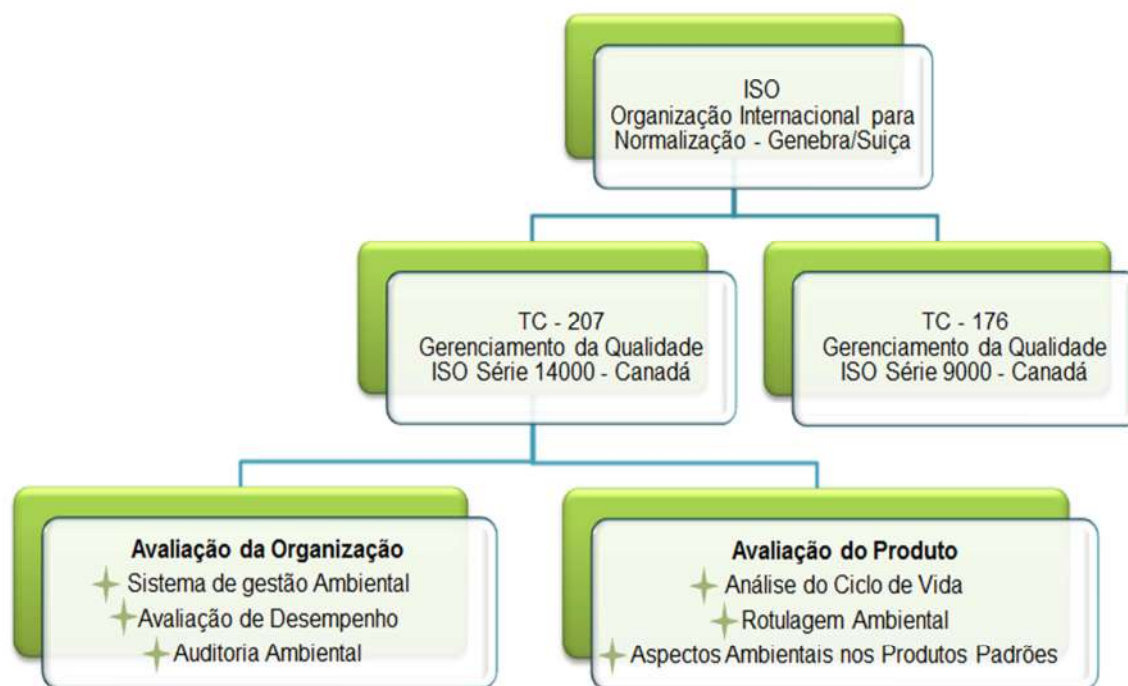 ISO
Organização Internacional para
Normalização - Genebra/Suiça
TC - 207
Gerenciamento da Qualidade
ISO Série 14000 - Canadá
TC - 176
Gerenciamento da Qualidade
ISO Série 9000 - Canadá
Avaliação da Organização
Sistema de gestão Ambiental
Avaliação de Desempenho
Auditoria Ambiental
Avaliação do Produto
Análise do Ciclo de Vida
Rotulagem Ambiental
Aspectos Ambientais nos Produtos Padrões